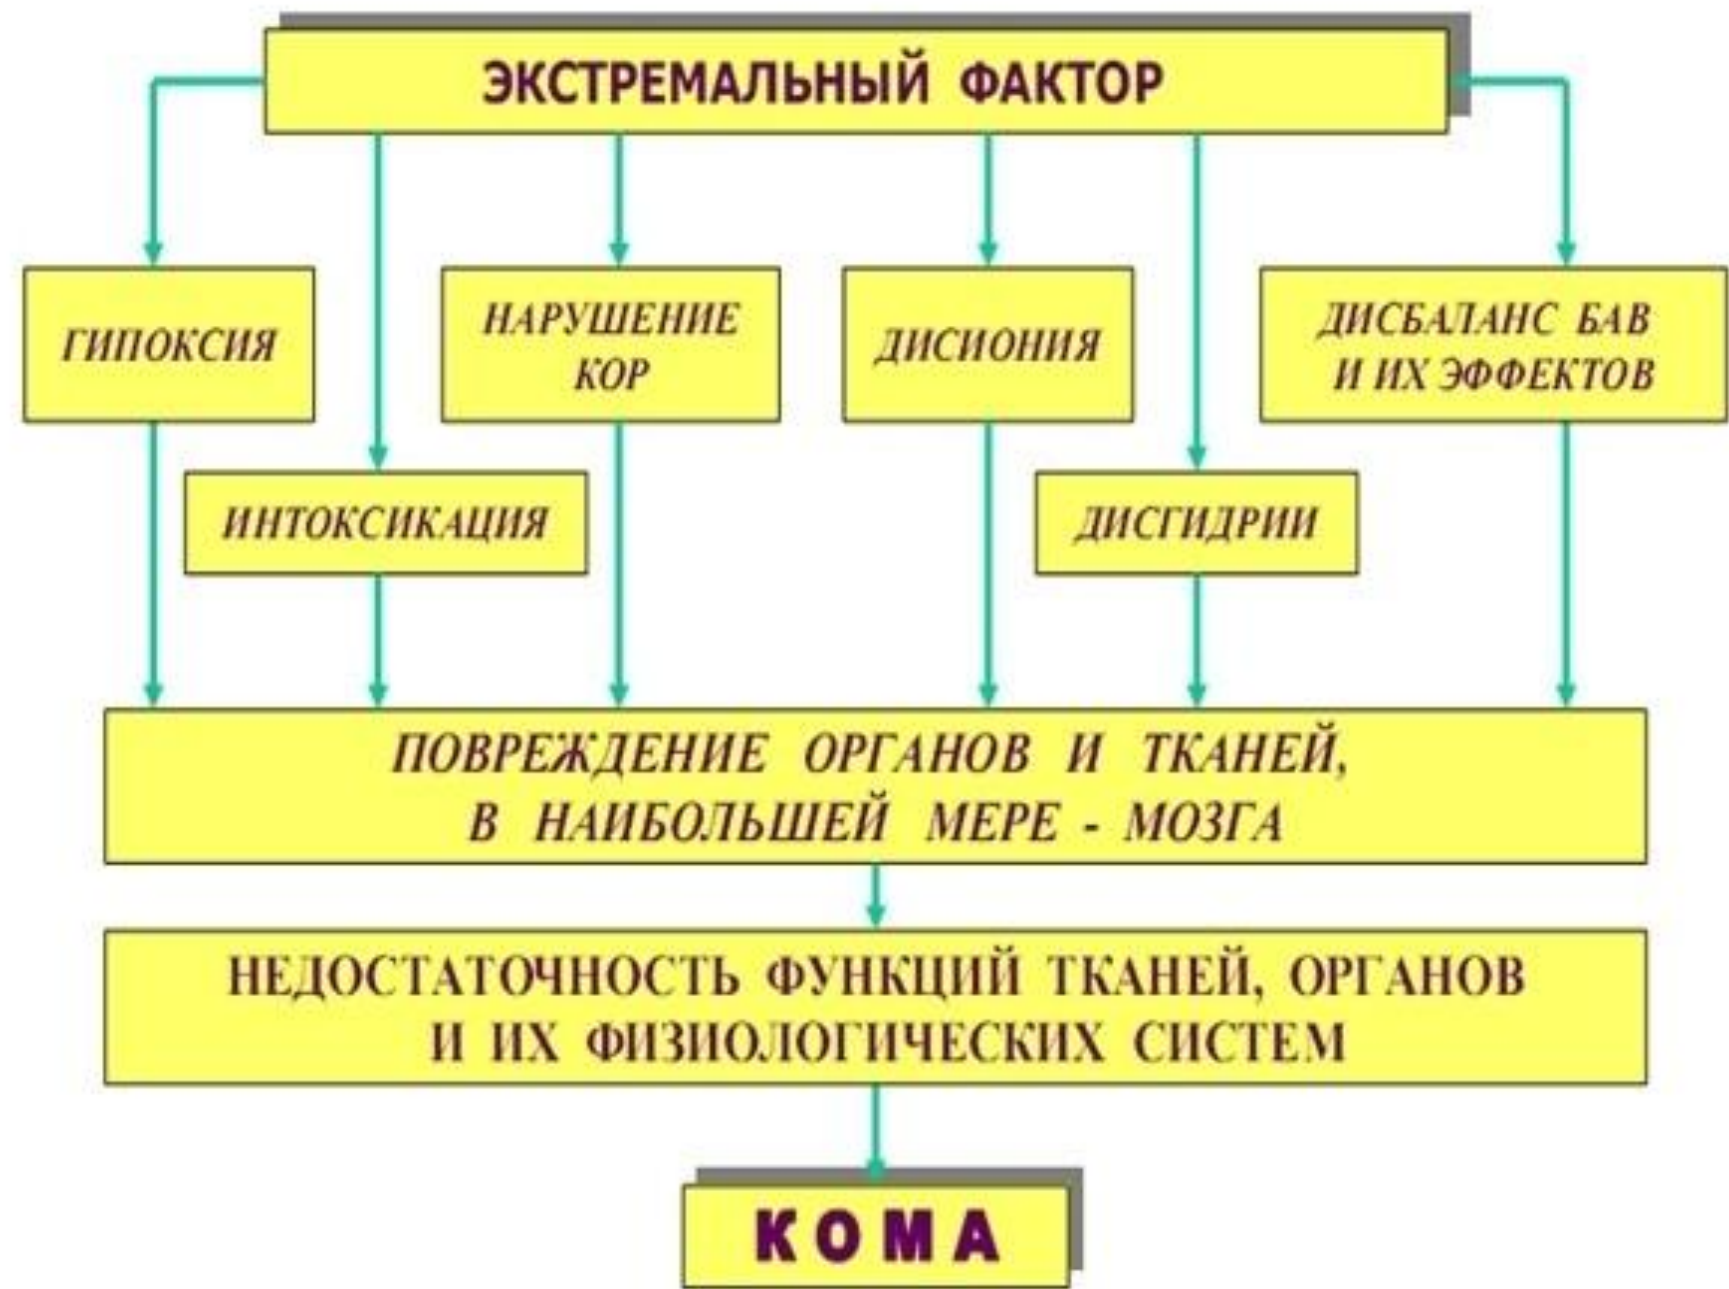 ЭКСТРЕМАЛЬНЫЙ ФАКТОР
ГИПОКСИЯ
НАРУШЕНИЕ
КОР
ДИСИОНИЯ
ДИСБАЛАНС БАВ
И ИХ ЭФФЕКТОВ
ИНТОКСИКАЦИЯ
ДИСГИДРИИ
ПОВРЕЖДЕНИЕ ОРГАНОВ И ТКАНЕЙ,
В НАИБОЛЬШЕЙ МЕРЕ - МОЗГА
НЕДОСТАТОЧНОСТЬ ФУНКЦИЙ ТКАНЕЙ, ОРГАНОВ
И ИХ ФИЗИОЛОГИЧЕСКИХ СИСТЕМ
КОМА